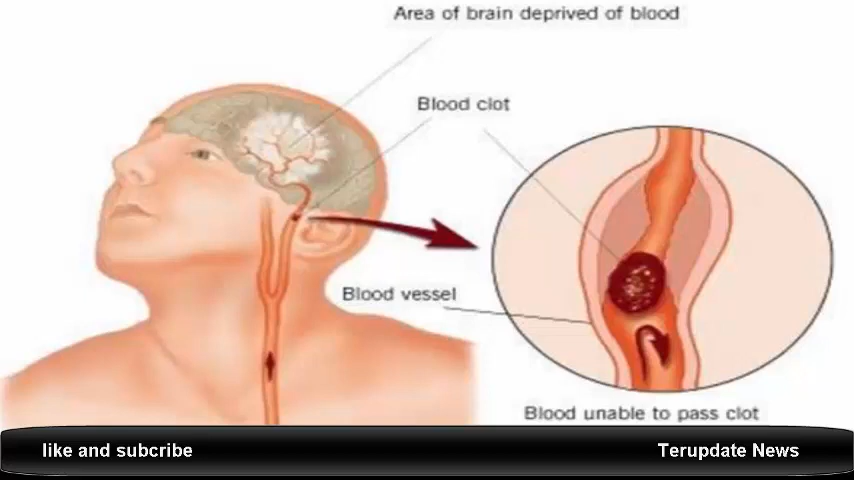 Area of brain deprived of blood
Blood clot
Blood vessel
Blood unable to pass clot
like and subcribe
Terupdate News